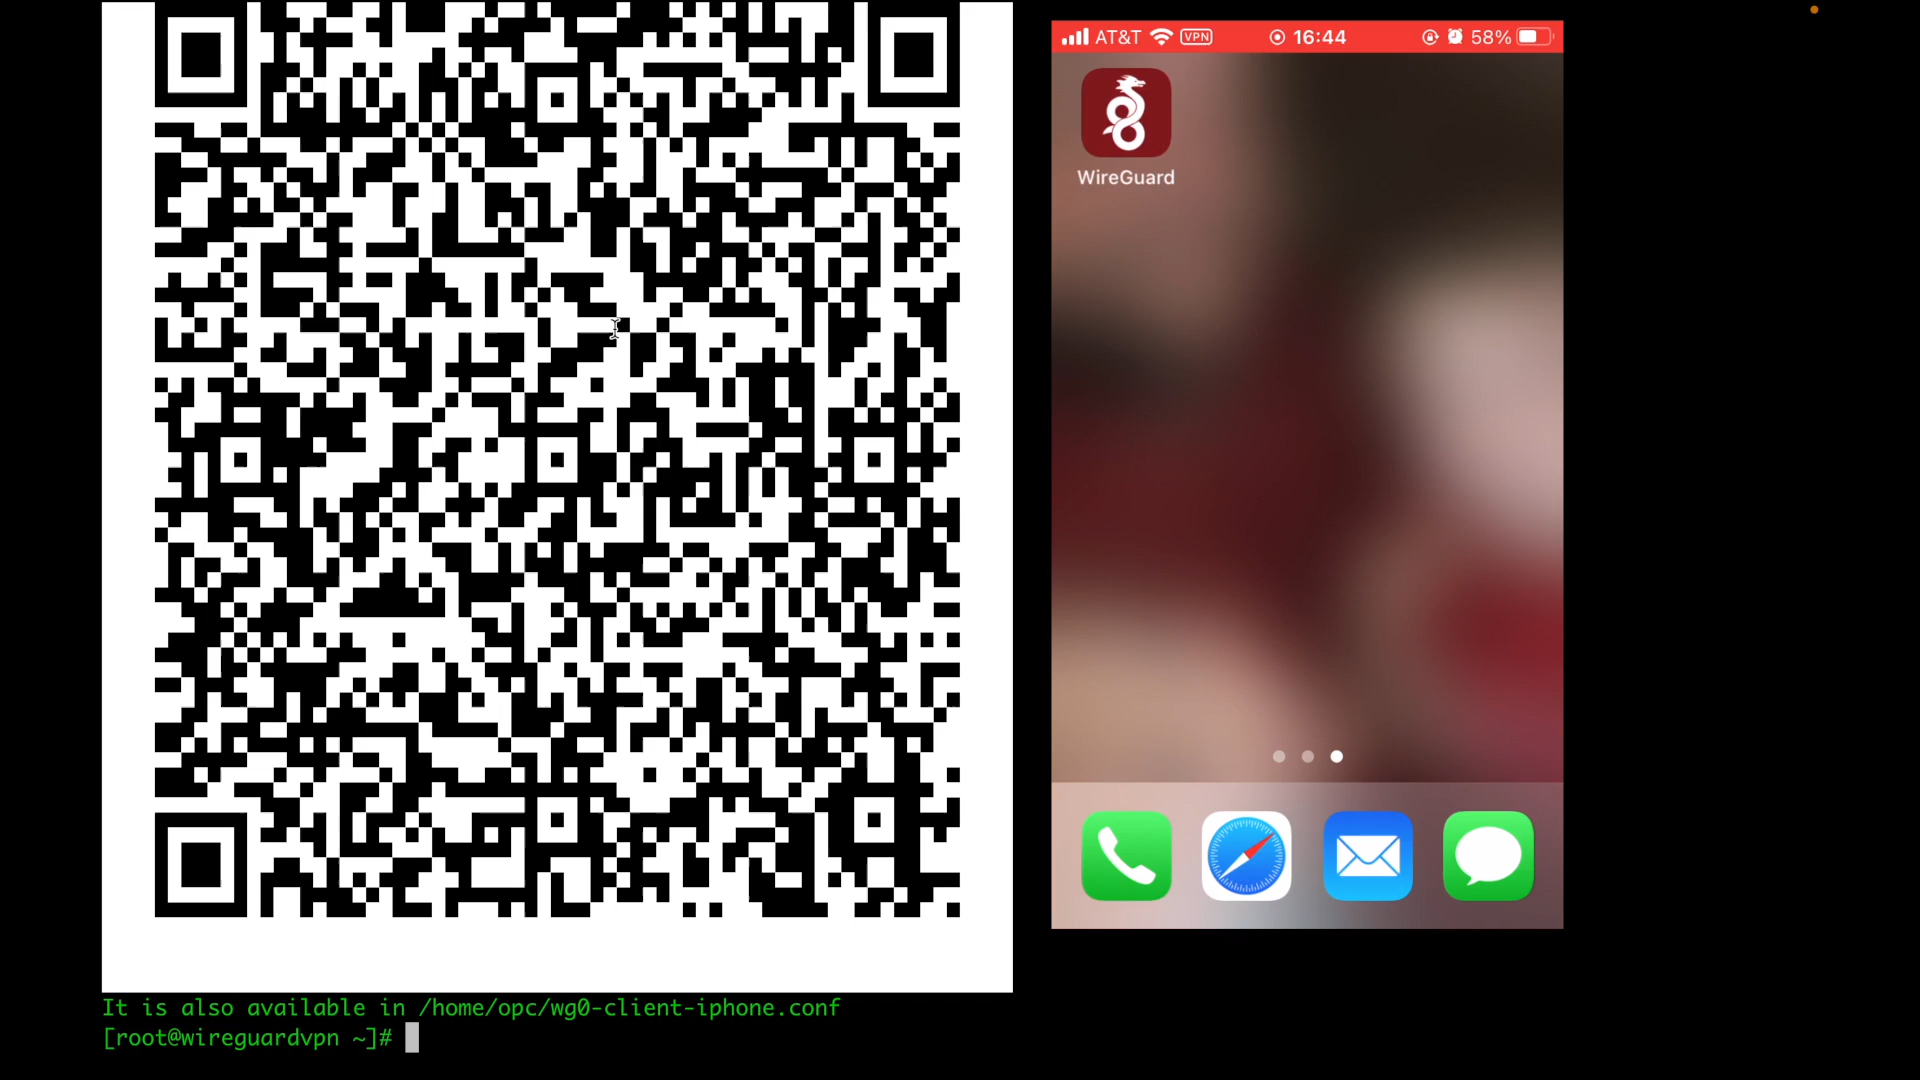 AT&T VPN 16:44 58%
WireGuard
It is also available in /home/opc/wg0-client-iphone.conf
[root@wireguardvpn ~]#